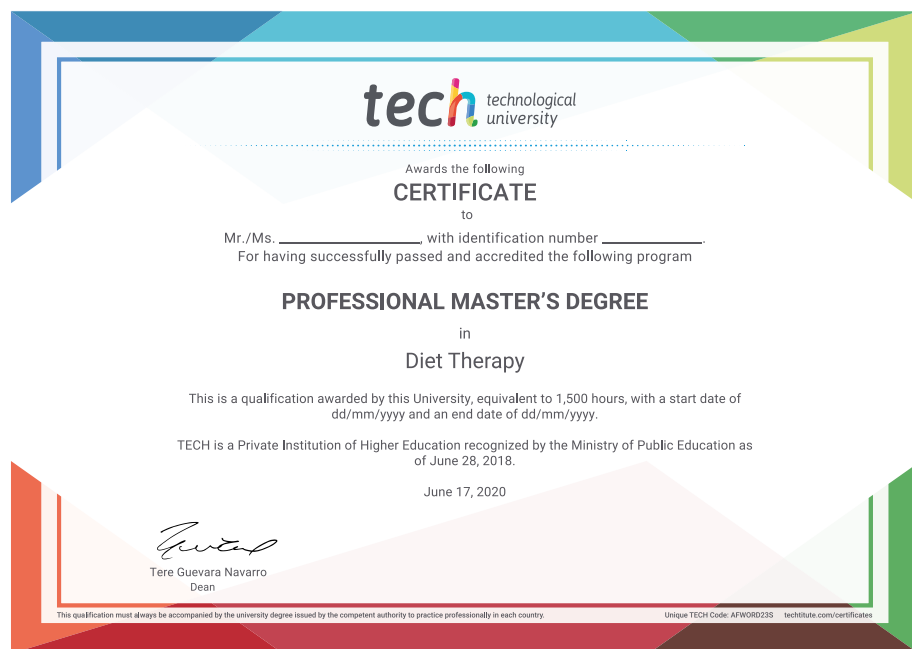 tech technological
university
Awards the following
CERTIFICATE
to
Mr./Ms. ____________________, with identification number ______________.
For having successfully passed and accredited the following program
PROFESSIONAL MASTER'S DEGREE
in
Diet Therapy
This is a qualification awarded by this University, equivalent to 1,500 hours, with a start date of
dd/mm/yyyy and an end date of dd/mm/yyyy.
TECH is a Private Institution of Higher Education recognized by the Ministry of Public Education as
of June 28, 2018.
June 17, 2020
Tere Guevara Navarro
Dean
This qualification must always be accompanied by the university degree issued by the competent authority to practice professionally in each country. Unique TECH Code: AFWORD23S techtitute.com/certificates